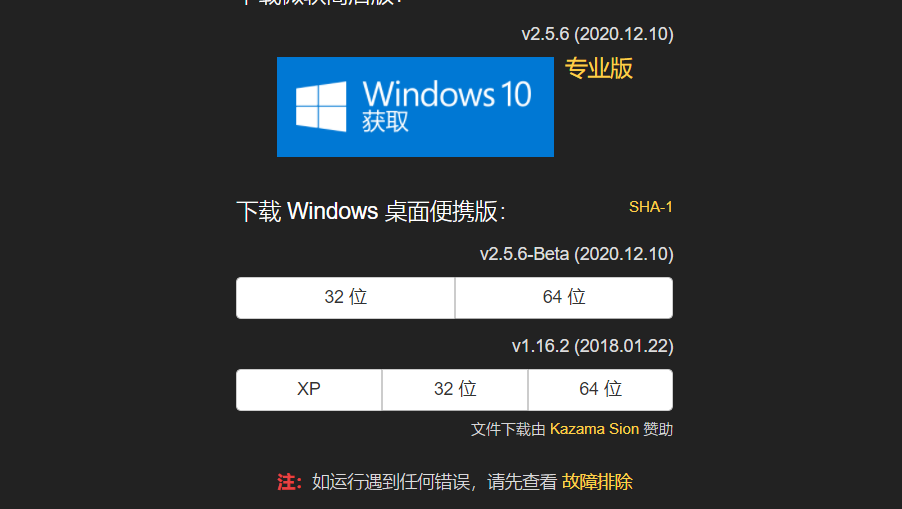 v2.5.6 (2020.12.10)
Windows 10
获取
专业版
下载 Windows 桌面便携版:
SHA-1
v2.5.6-Beta (2020.12.10)
32 位
64 位
v1.16.2 (2018.01.22)
XP
32 位
64 位
文件下载由 Kazama Sion 赞助
注: 如运行遇到任何错误，请先查看 故障排除